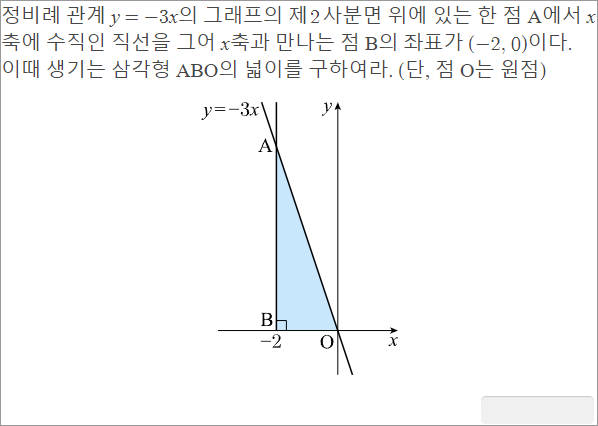 정비례 관계 y = −3x의 그래프의 제2사분면 위에 있는 한 점 A에서 x
축에 수직인 직선을 그어 x축과 만나는 점 B의 좌표가 (−2, 0)이다.
이때 생기는 삼각형 ABO의 넓이를 구하여라. (단, 점 O는 원점)
y=−3x
y
A
B
−2
O
x